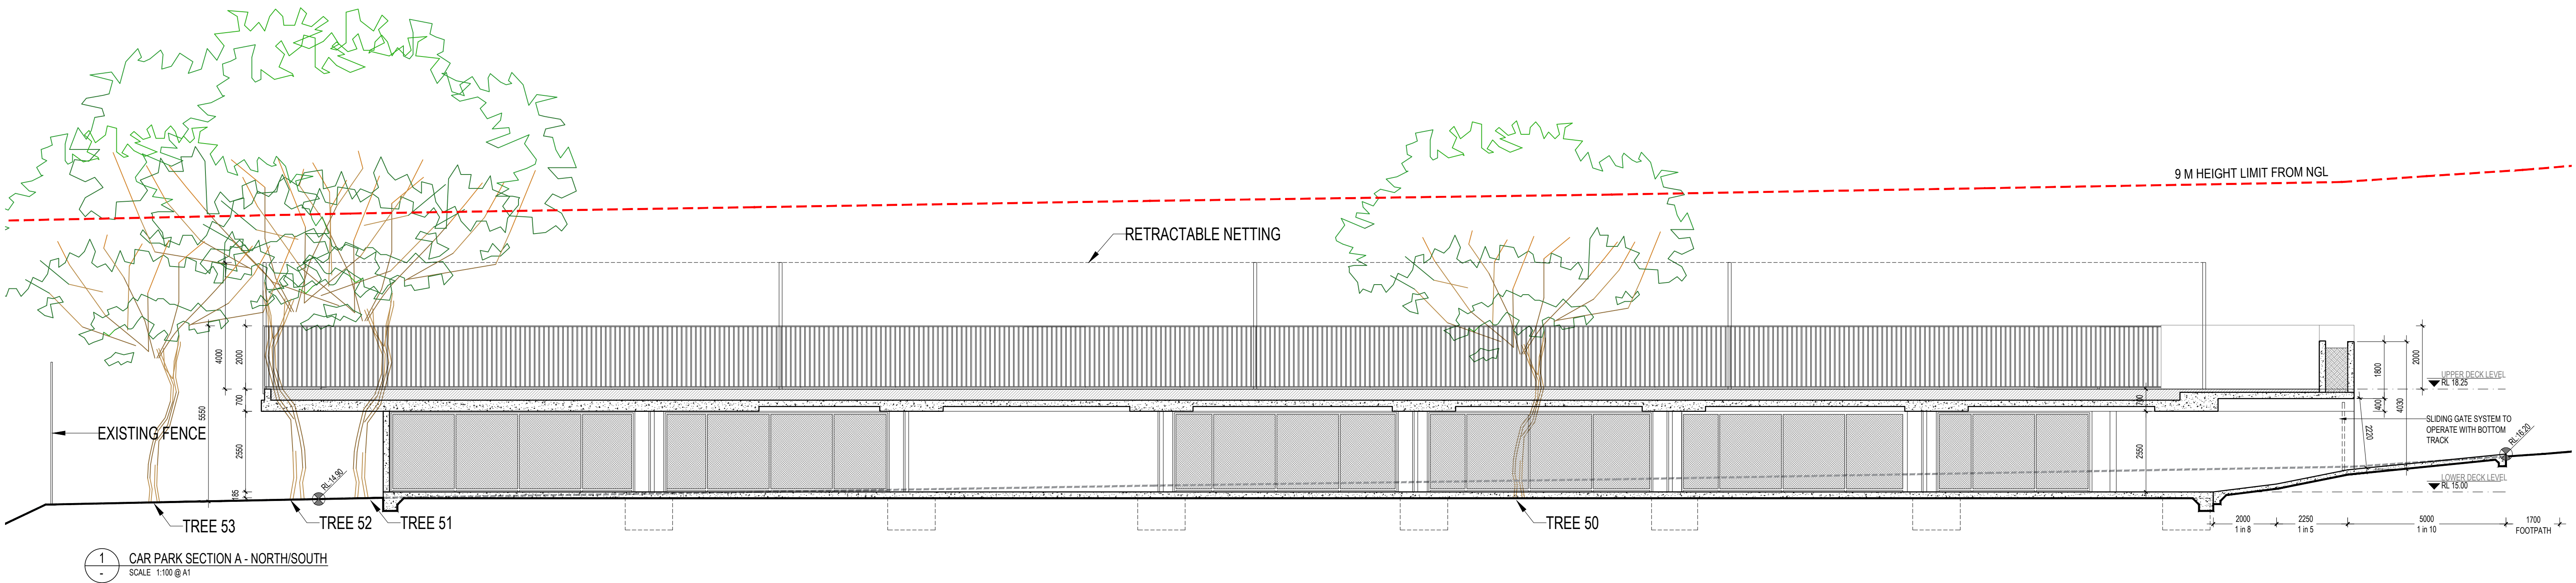 9 M HEIGHT LIMIT FROM NGL
RETRACTABLE NETTING
4000
2000
700
5550
2550
185
EXISTING FENCE
RL 14.90
TREE 53
TREE 52
TREE 51
TREE 50
2000
1800
4030
400
2220
700
2550
UPPER DECK LEVEL
RL 18.25
SLIDING GATE SYSTEM TO
OPERATE WITH BOTTOM
TRACK
RL 16.20
LOWER DECK LEVEL
RL 15.00
2000
1 in 8
2250
1 in 5
5000
1 in 10
1700
FOOTPATH
1
-
CAR PARK SECTION A - NORTH/SOUTH
SCALE 1:100 @ A1